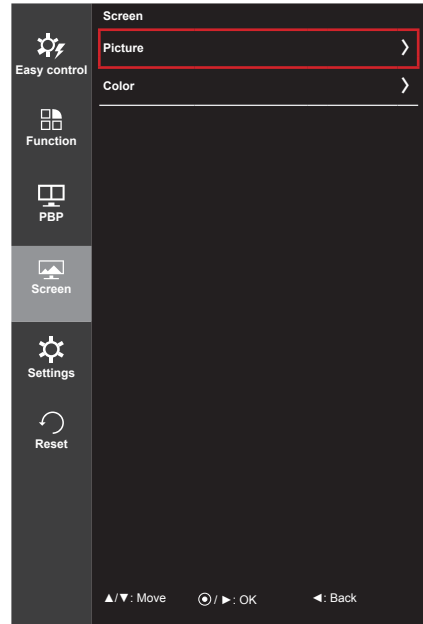 Screen
Picture
Color
Easy control
Function
PBP
Screen
Settings
Reset
▲/▼: Move
/ ►: OK
◄: Back